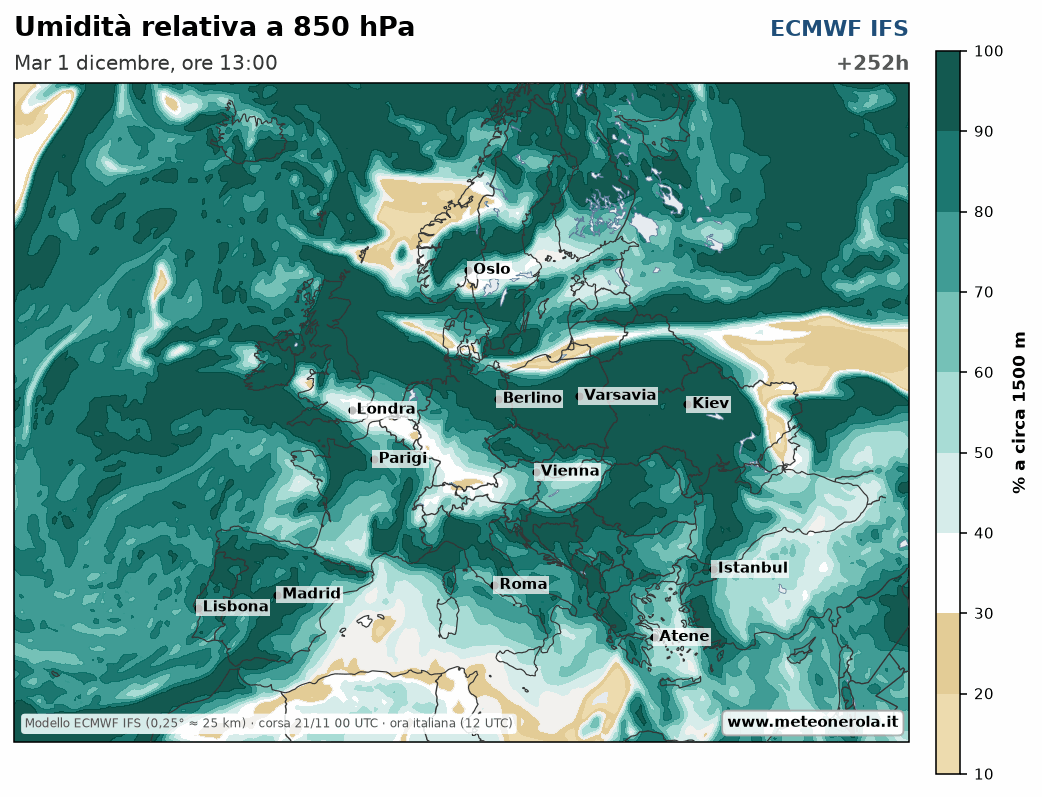 Umidità relativa a 850 hPa
ECMWF IFS
Mar 1 dicembre, ore 13:00
+252h
100
90
80
70
60
50
40
30
20
10
% a circa 1500 m
Oslo
Berlino
Varsavia
Kiev
Londra
Parigi
Vienna
Istanbul
Roma
Madrid
Lisbona
Atene
Modello ECMWF IFS (0,25° ≈ 25 km) · corsa 21/11 00 UTC · ora italiana (12 UTC)
www.meteonerola.it